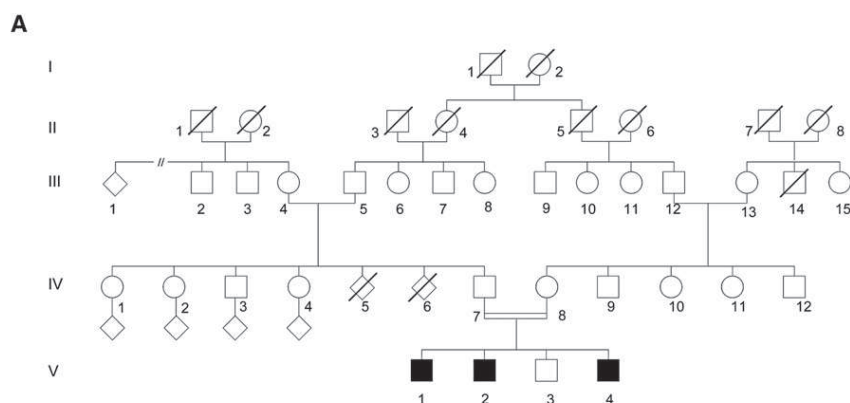 A
I 1 2
II 1 2 3 4 5 6 7 8
III 1 2 3 4 5 6 7 8 9 10 11 12 13 14 15
IV 1 2 3 4 5 6 7 8 9 10 11 12
V 1 2 3 4